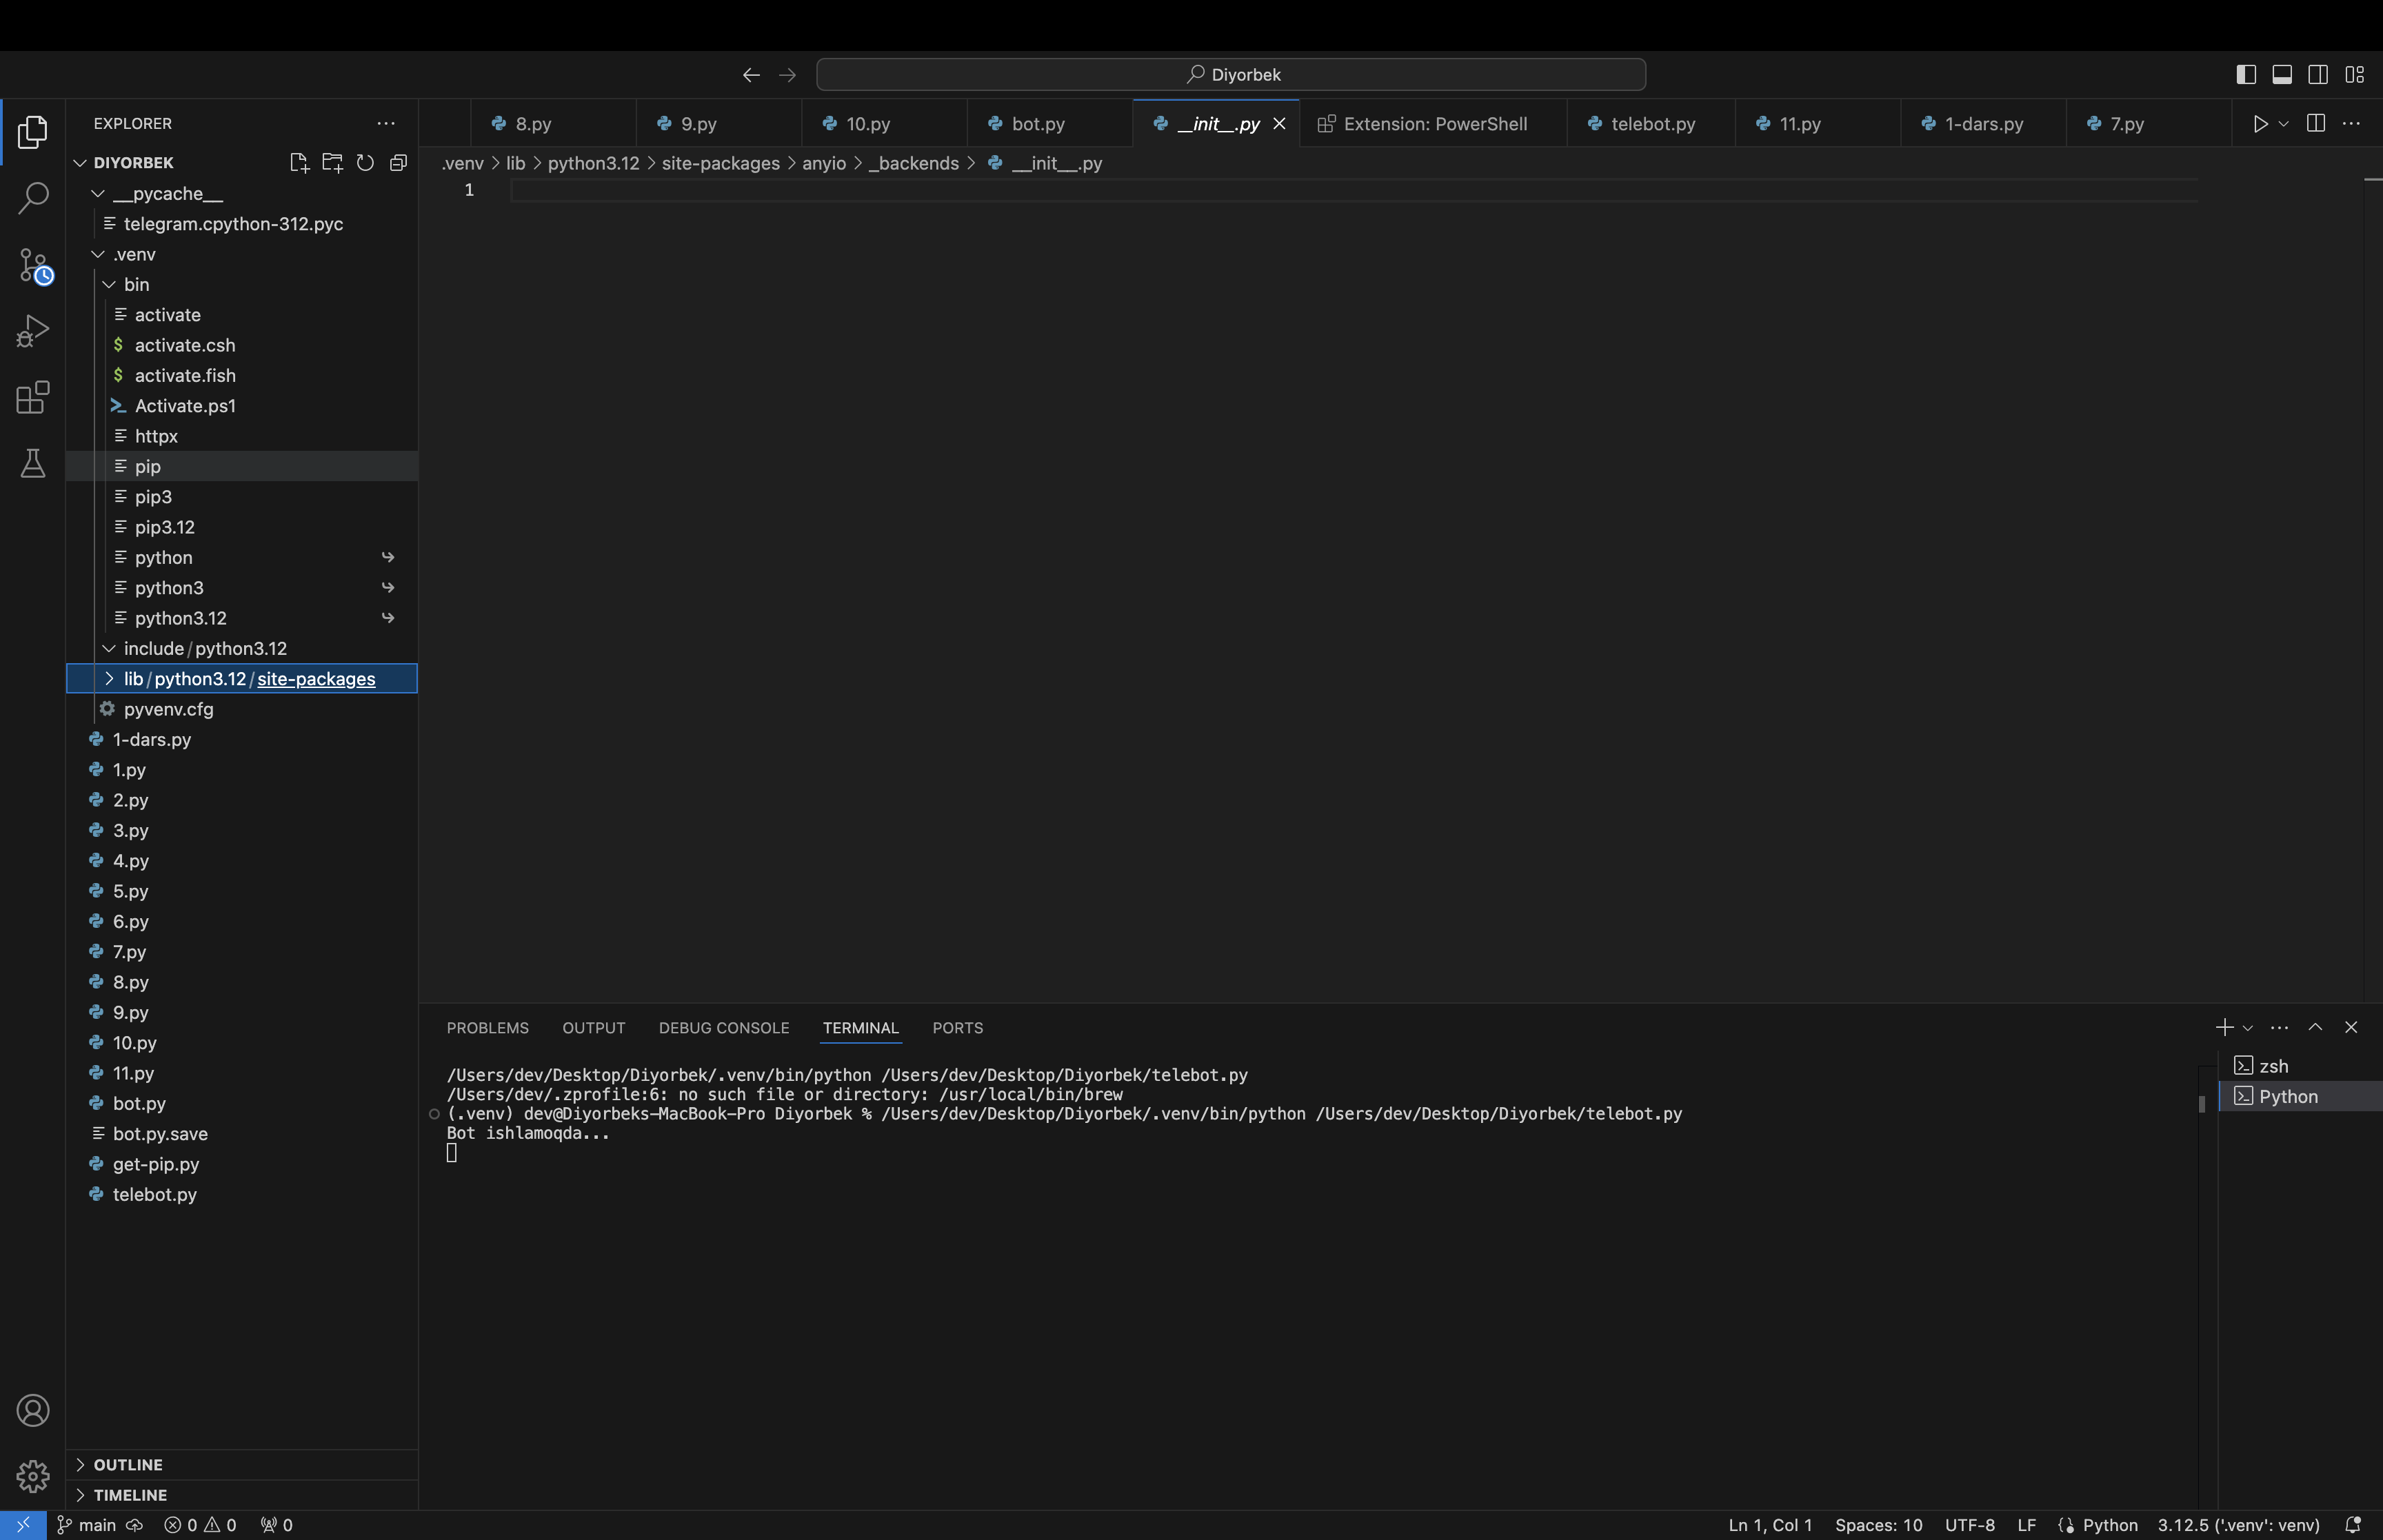 Diyorbek
EXPLORER
DIYORBEK
__pycache__
telegram.cpython-312.pyc
.venv
bin
activate
$ activate.csh
$ activate.fish
Activate.ps1
httpx
pip
pip3
pip3.12
python
python3
python3.12
include/python3.12
lib/python3.12/site-packages
pyvenv.cfg
1-dars.py
1.py
2.py
3.py
4.py
5.py
6.py
7.py
8.py
9.py
10.py
11.py
bot.py
bot.py.save
get-pip.py
telebot.py
OUTLINE
TIMELINE
8.py 9.py 10.py bot.py __init__.py Extension: PowerShell telebot.py 11.py 1-dars.py 7.py
.venv > lib > python3.12 > site-packages > anyio > _backends > __init__.py
1
PROBLEMS OUTPUT DEBUG CONSOLE TERMINAL PORTS
/Users/dev/Desktop/Diyorbek/.venv/bin/python /Users/dev/Desktop/Diyorbek/telebot.py
/Users/dev/.zprofile:6: no such file or directory: /usr/local/bin/brew
(.venv) dev@Diyorbeks-MacBook-Pro Diyorbek % /Users/dev/Desktop/Diyorbek/.venv/bin/python /Users/dev/Desktop/Diyorbek/telebot.py
Bot ishlamoqda...
zsh
Python
main 0 0 0 Ln 1, Col 1 Spaces: 10 UTF-8 LF Python 3.12.5 ('.venv': venv)